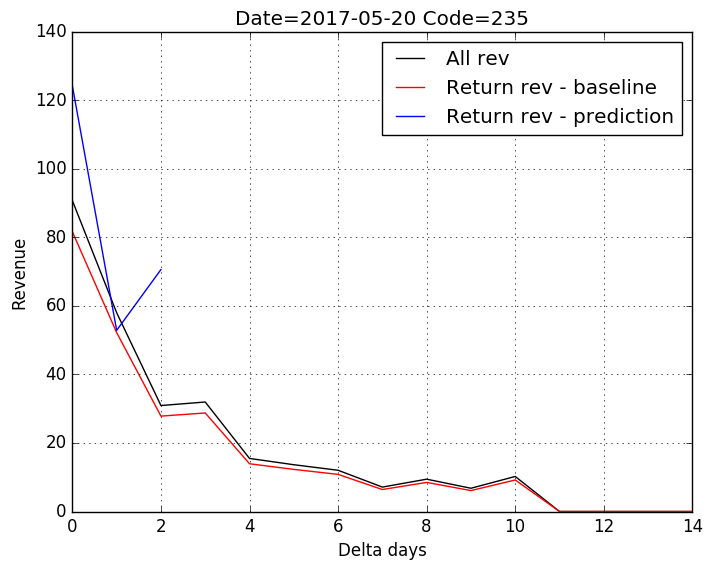 Date=2017-05-20 Code=235
All rev
Return rev - baseline
Return rev - prediction
Revenue
140
120
100
80
60
40
20
0
0 2 4 6 8 10 12 14
Delta days